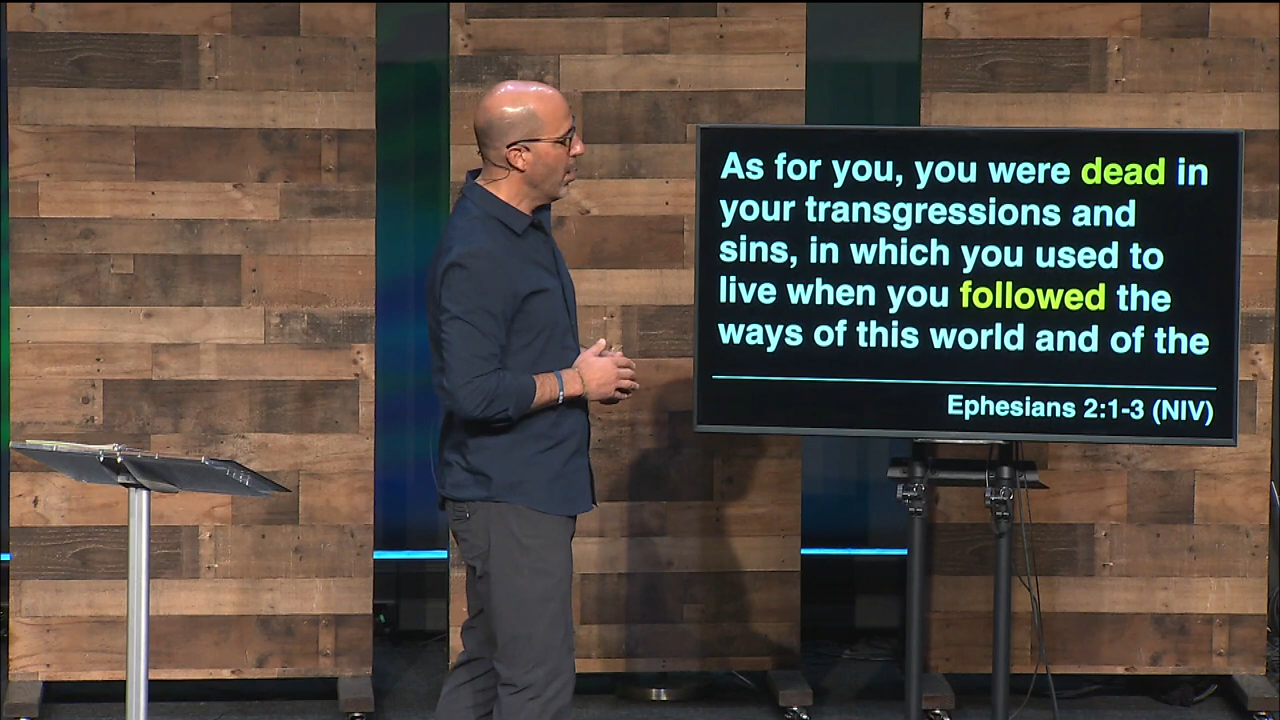 As for you, you were dead in
your transgressions and
sins, in which you used to
live when you followed the
ways of this world and of the
Ephesians 2:1-3 (NIV)